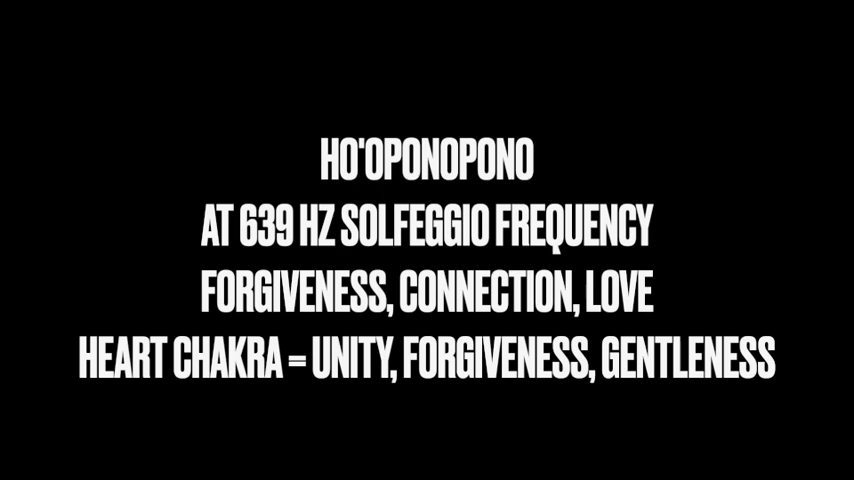 HO'OPONOPONO
AT 639 HZ SOLFEGGIO FREQUENCY
FORGIVENESS, CONNECTION, LOVE
HEART CHAKRA = UNITY, FORGIVENESS, GENTLENESS